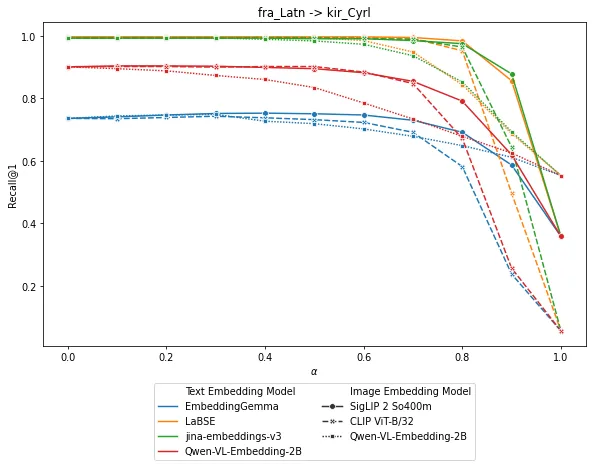 fra_Latn -> kir_Cyrl
Recall@1
1.0
0.8
0.6
0.4
0.2
0.0 0.2 0.4 0.6 0.8 1.0
α
Text Embedding Model Image Embedding Model
EmbeddingGemma SigLIP 2 So400m
LaBSE CLIP ViT-B/32
jina-embeddings-v3 Qwen-VL-Embedding-2B
Qwen-VL-Embedding-2B